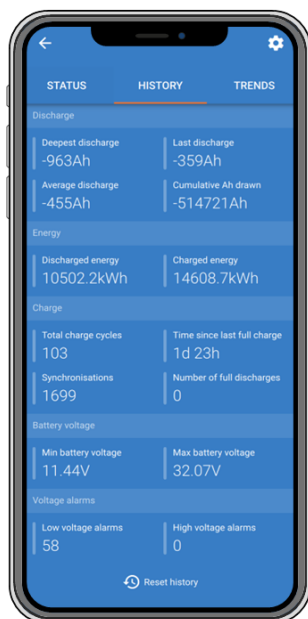 STATUS HISTORY TRENDS
Discharge
Deepest discharge Last discharge
-963Ah -359Ah
Average discharge Cumulative Ah drawn
-455Ah -514721Ah
Energy
Discharged energy Charged energy
10502.2kWh 14608.7kWh
Charge
Total charge cycles Time since last full charge
103 1d 23h
Synchronisations Number of full discharges
1699 0
Battery voltage
Min battery voltage Max battery voltage
11.44V 32.07V
Voltage alarms
Low voltage alarms High voltage alarms
58 0
Reset history